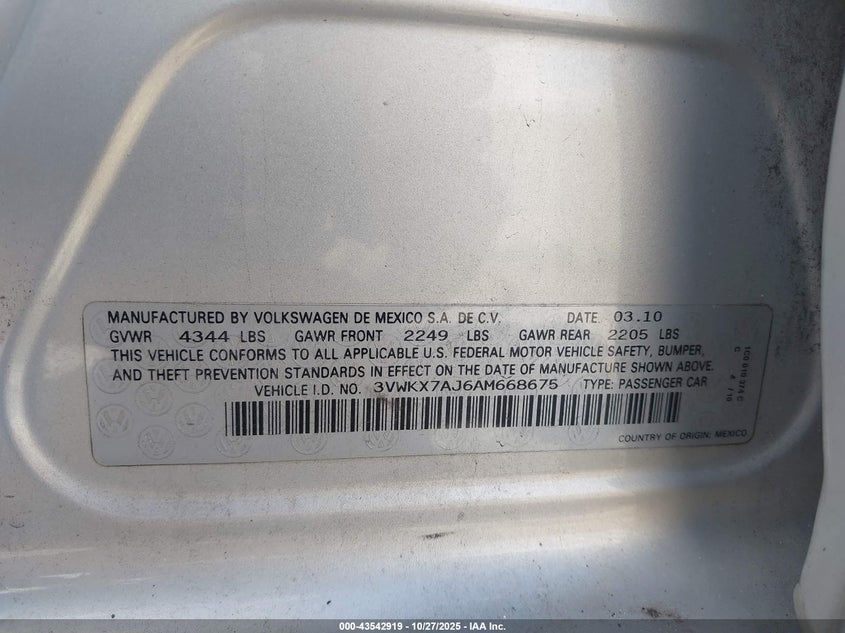 MANUFACTURED BY VOLKSWAGEN DE MEXICO S.A. DE C.V. DATE 03.10
GVWR 4344 LBS GAWR FRONT 2249 LBS GAWR REAR 2205 LBS
THIS VEHICLE CONFORMS TO ALL APPLICABLE U.S. FEDERAL MOTOR VEHICLE SAFETY, BUMPER,
AND THEFT PREVENTION STANDARDS IN EFFECT ON THE DATE OF MANUFACTURE SHOWN ABOVE.
VEHICLE I.D. NO. 3VWKX7AJ6AM668675 TYPE: PASSENGER CAR
COUNTRY OF ORIGIN: MEXICO
1C0 010 374 C
000-43542919 - 10/27/2025 - IAA Inc.